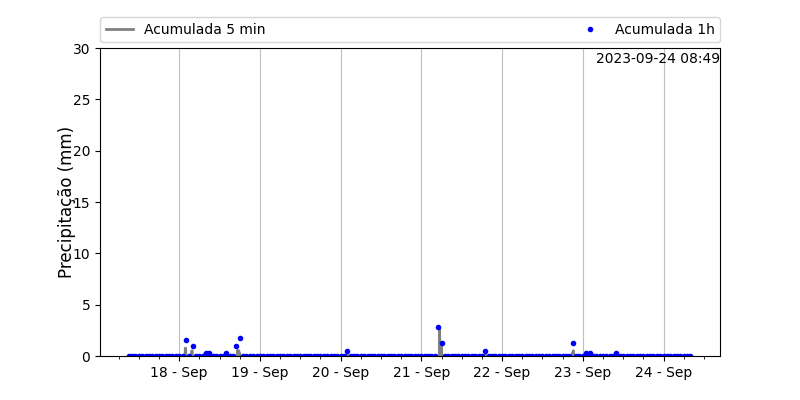 Acumulada 5 min
Acumulada 1h
2023-09-24 08:49
Precipitação (mm)
30
25
20
15
10
5
0
18 - Sep
19 - Sep
20 - Sep
21 - Sep
22 - Sep
23 - Sep
24 - Sep